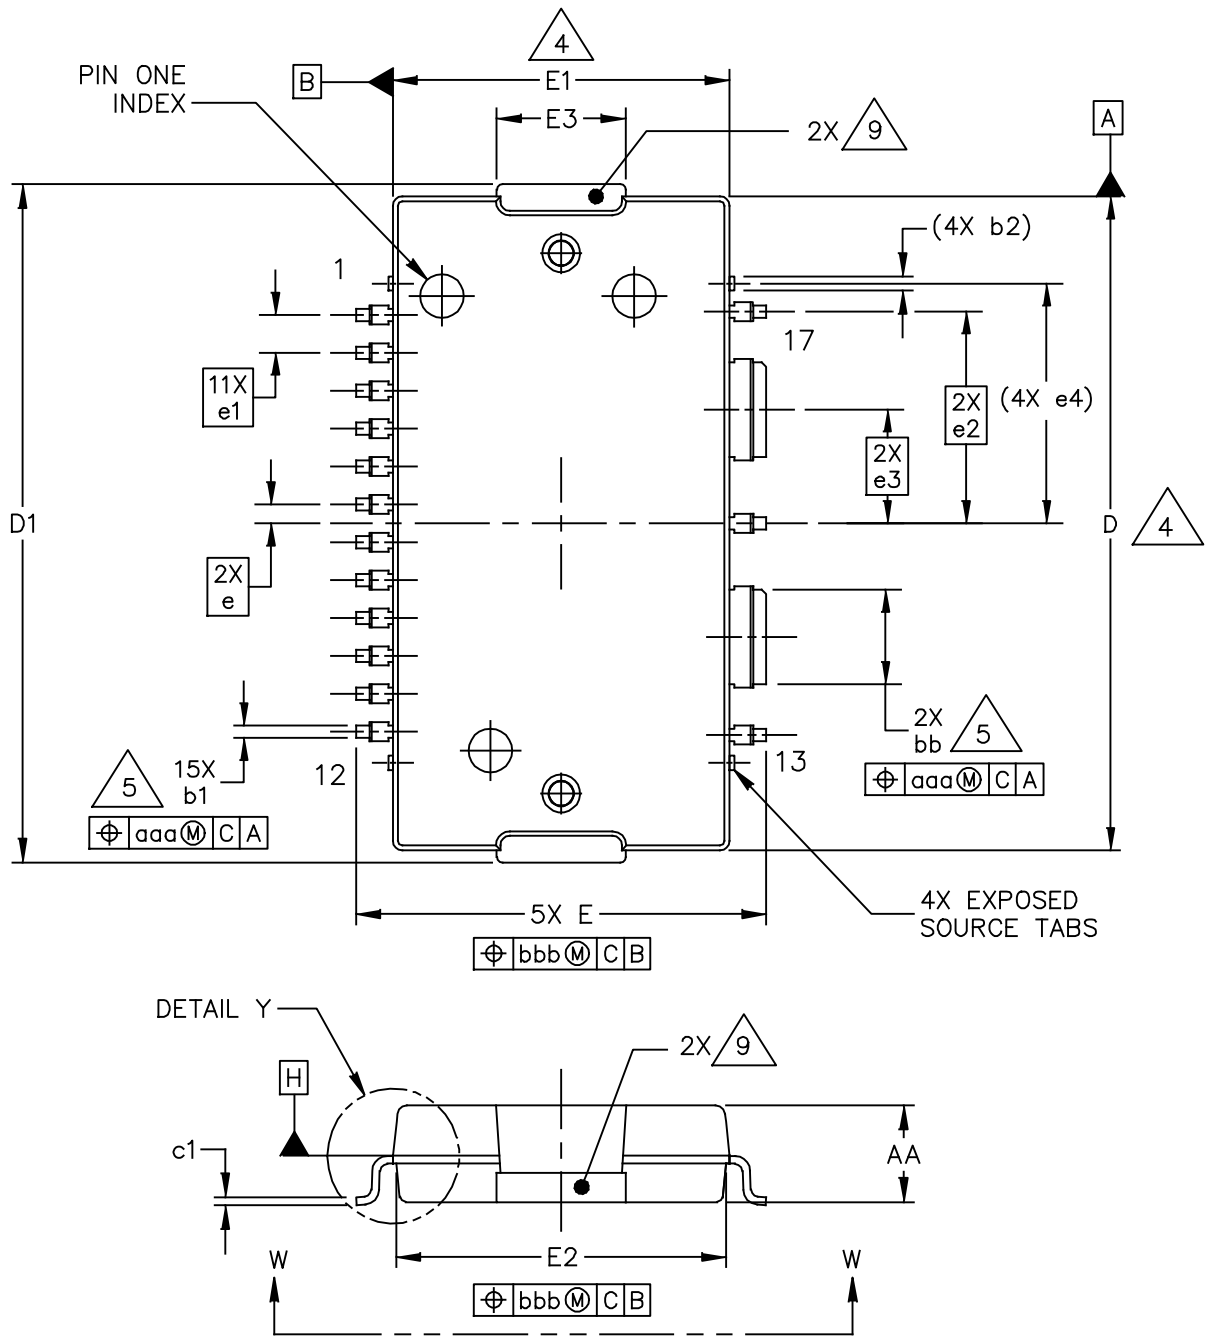 4
PIN ONE
INDEX
B
E1
E3
2X 9
A
(4X b2)
1
17
11X
e1
2X
e2
(4X e4)
2X
e3
D1
D 4
2X
e
2X
bb 5
5 15X
b1
12
13
⌖ aaa Ⓜ C A
⌖ aaa Ⓜ C A
5X E
4X EXPOSED
SOURCE TABS
⌖ bbb Ⓜ C B
DETAIL Y
2X 9
H
c1
AA
E2
W
W
⌖ bbb Ⓜ C B